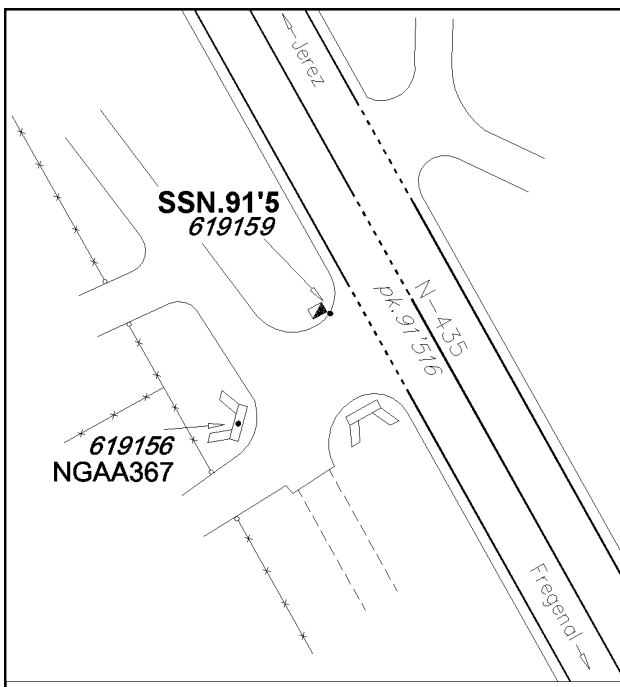 ←Jerez
SSN.91'5
619159
N-435
pk.91'516
619156
NGAA367
Fregenal→